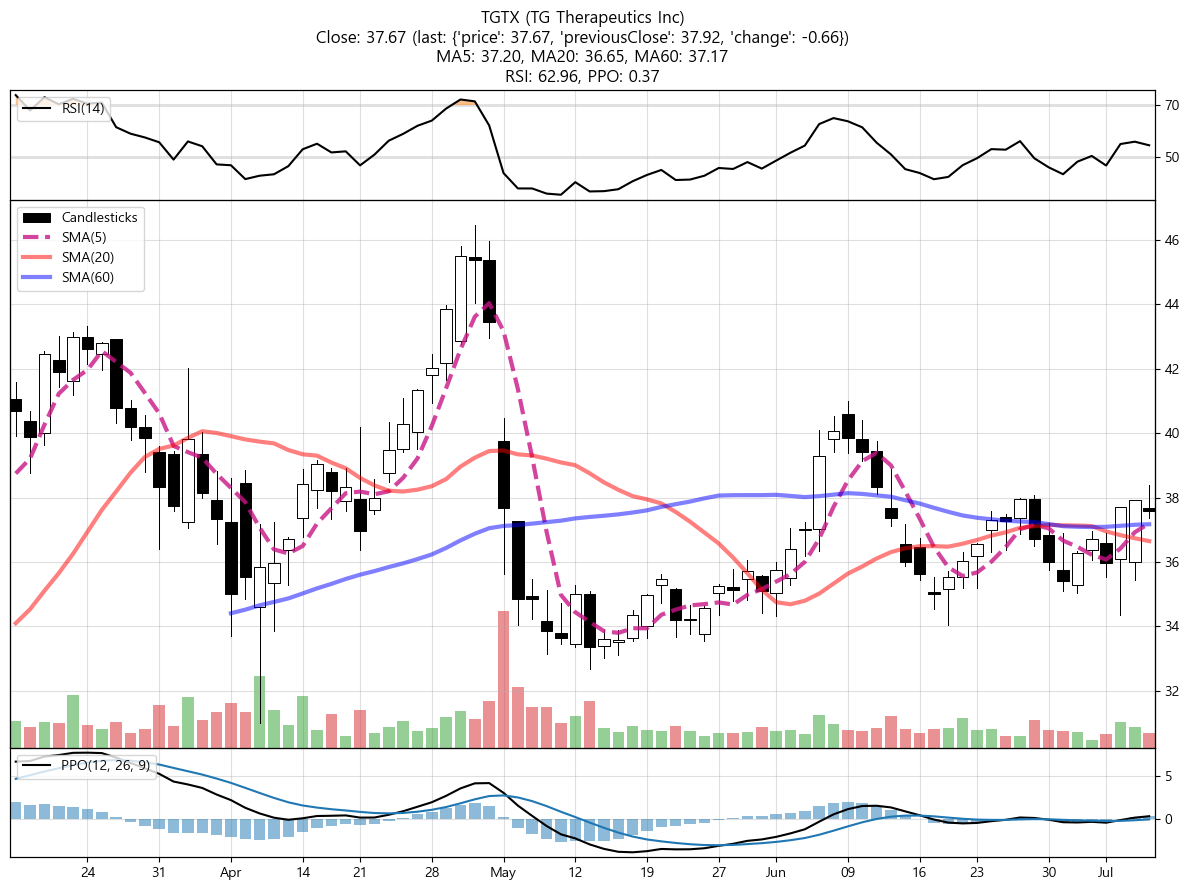 TGTX (TG Therapeutics Inc)
Close: 37.67 (last: {'price': 37.67, 'previousClose': 37.92, 'change': -0.66})
MA5: 37.20, MA20: 36.65, MA60: 37.17
RSI: 62.96, PPO: 0.37
RSI(14)
70
50
Candlesticks
SMA(5)
SMA(20)
SMA(60)
46
44
42
40
38
36
34
32
PPO(12, 26, 9)
5
0
24 31 Apr 14 21 28 May 12 19 27 Jun 09 16 23 30 Jul